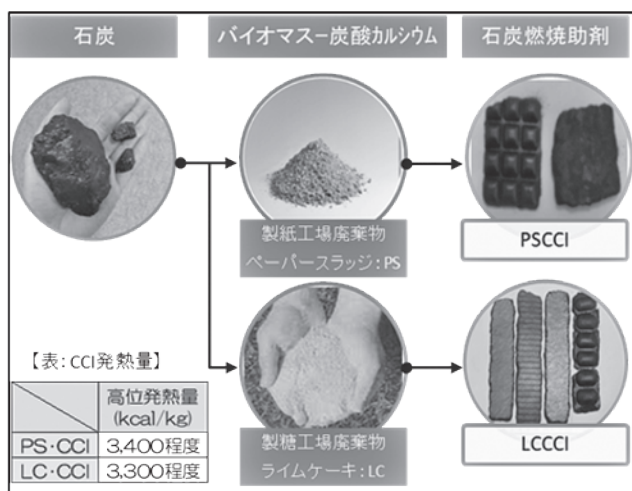 石炭
バイオマスー炭酸カルシウム
石炭燃焼助剤
製紙工場廃棄物
ペーパースラッジ:PS
PSCCI
製糖工場廃棄物
ライムケーキ:LC
LCCCI
【表:CCI発熱量】
高位発熱量
(kcal/kg)
PS・CCI 3,400程度
LC・CCI 3,300程度